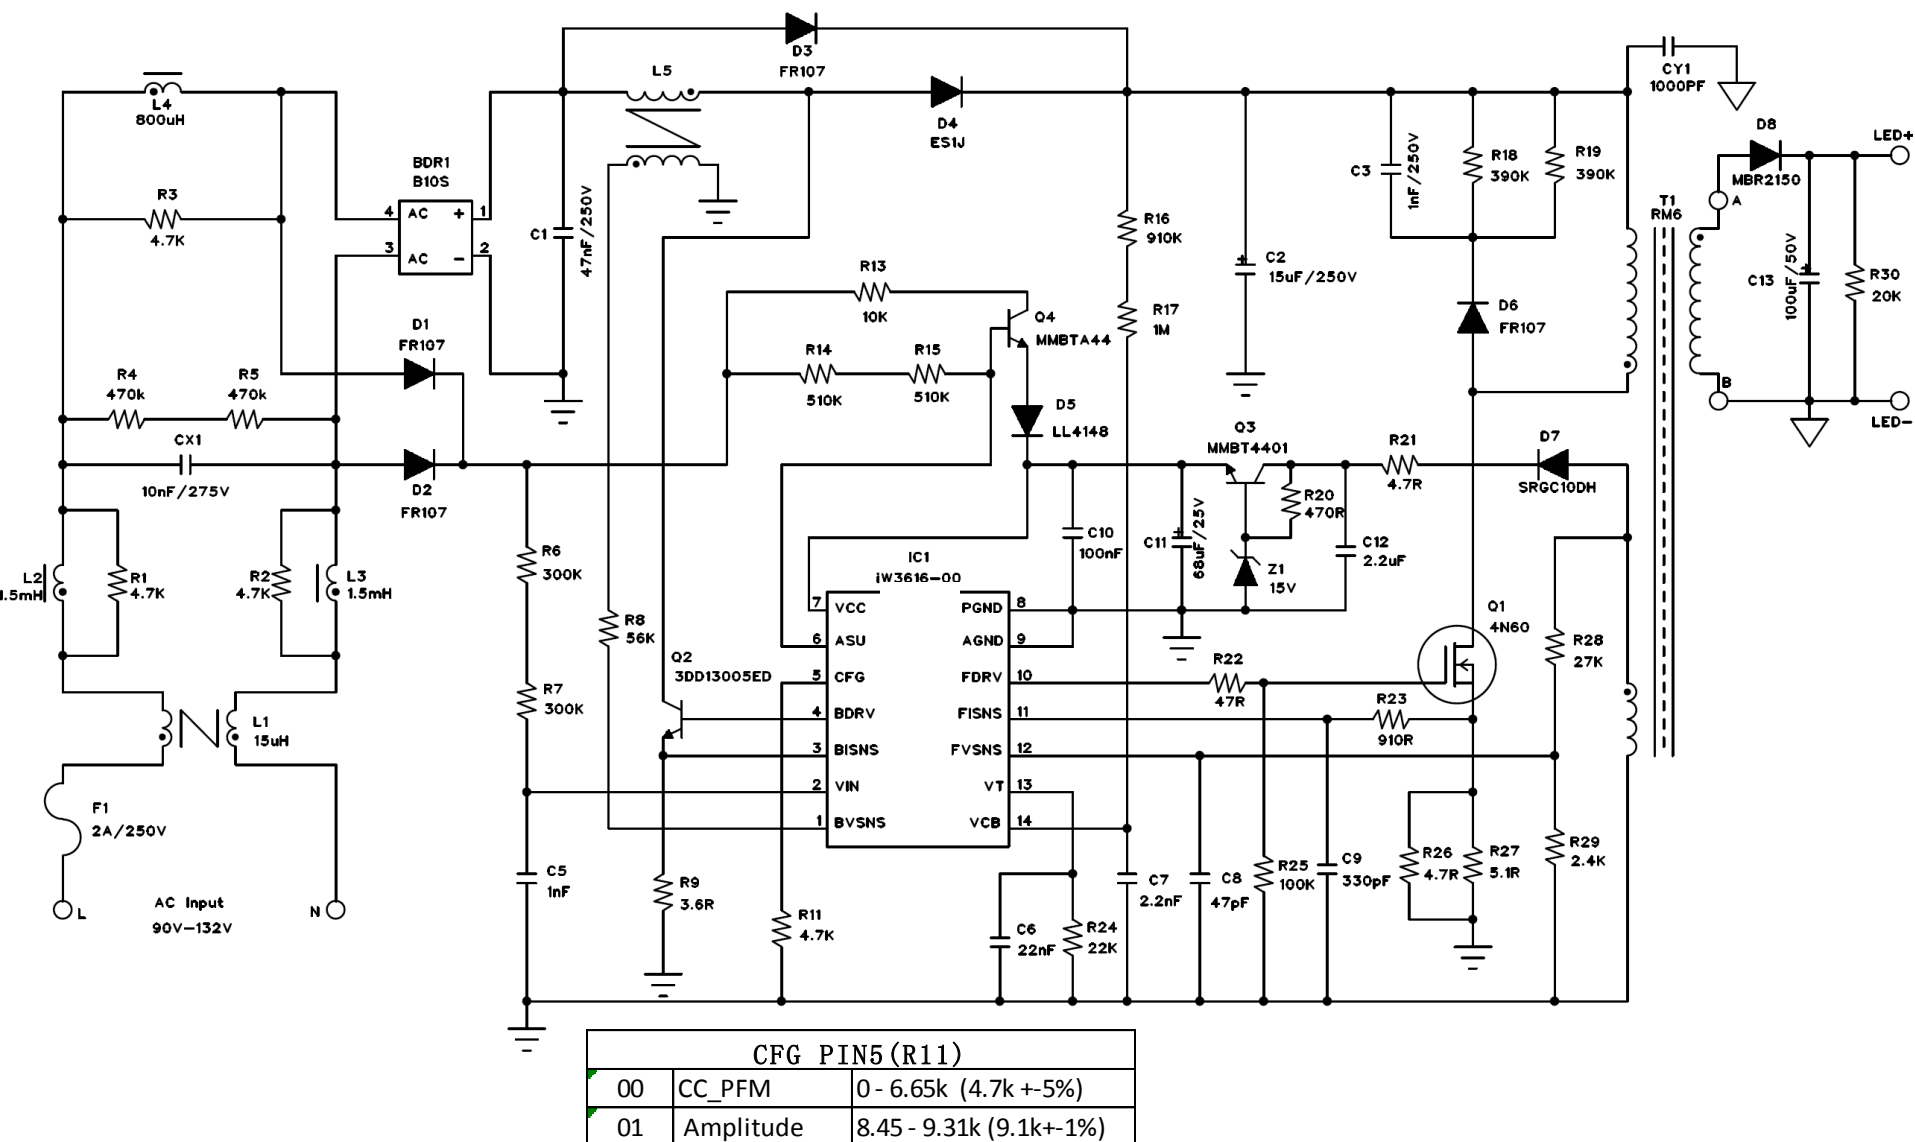 D3
FR107
L5
CY1
1000PF
L4
800uH
D4
ES1J
D8
MBR2150
LED+
BDR1
B10S
R3
4.7K
4 AC + 1
3 AC - 2
C1
47nF/250V
C3
1nF/250V
R18
390K
R19
390K
T1
RM6
A
R16
910K
C2
15uF/250V
R13
10K
Q4
MMBTA44
R17
1M
D6
FR107
C13
100uF/50V
R30
20K
D1
FR107
R4
470k
R5
470k
R14
510K
R15
510K
D5
LL4148
B
LED-
CX1
10nF/275V
D2
FR107
Q3
MMBT4401
R21
4.7R
D7
SRGC10DH
R20
470R
C10
100nF
C11
68uF/25V
C12
2.2uF
Z1
15V
L2
1.5mH
R1
4.7K
R2
4.7K
L3
1.5mH
R6
300K
IC1
iW3616-00
7 VCC PGND 8
6 ASU AGND 9
5 CFG FDRV 10
4 BDRV FISNS 11
3 BISNS FVSNS 12
2 VIN VT 13
1 BVSNS VCB 14
R8
56K
Q2
3DD13005ED
R7
300K
R22
47R
R23
910R
Q1
4N60
R28
27K
L1
15uH
F1
2A/250V
AC Input
90V-132V
L
N
C5
1nF
R9
3.6R
R11
4.7K
C6
22nF
R24
22K
C7
2.2nF
C8
47pF
R25
100K
C9
330pF
R26
4.7R
R27
5.1R
R29
2.4K
CFG PIN5(R11)
00 CC_PFM 0 - 6.65k (4.7k +-5%)
01 Amplitude 8.45 - 9.31k (9.1k+-1%)